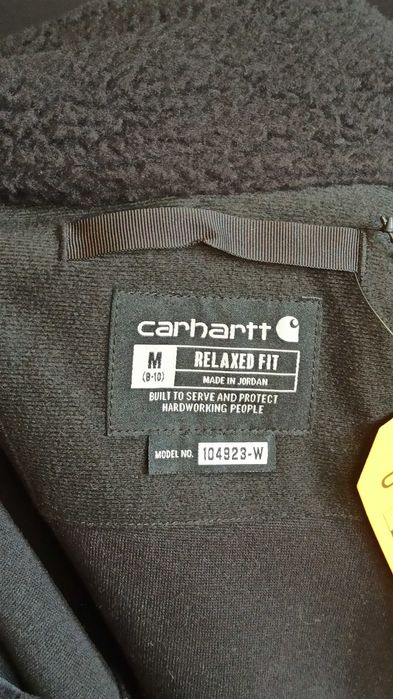 carhartt
M
(8-10)
RELAXED FIT
MADE IN JORDAN
BUILT TO SERVE AND PROTECT
HARDWORKING PEOPLE
MODEL NO. 104923-W